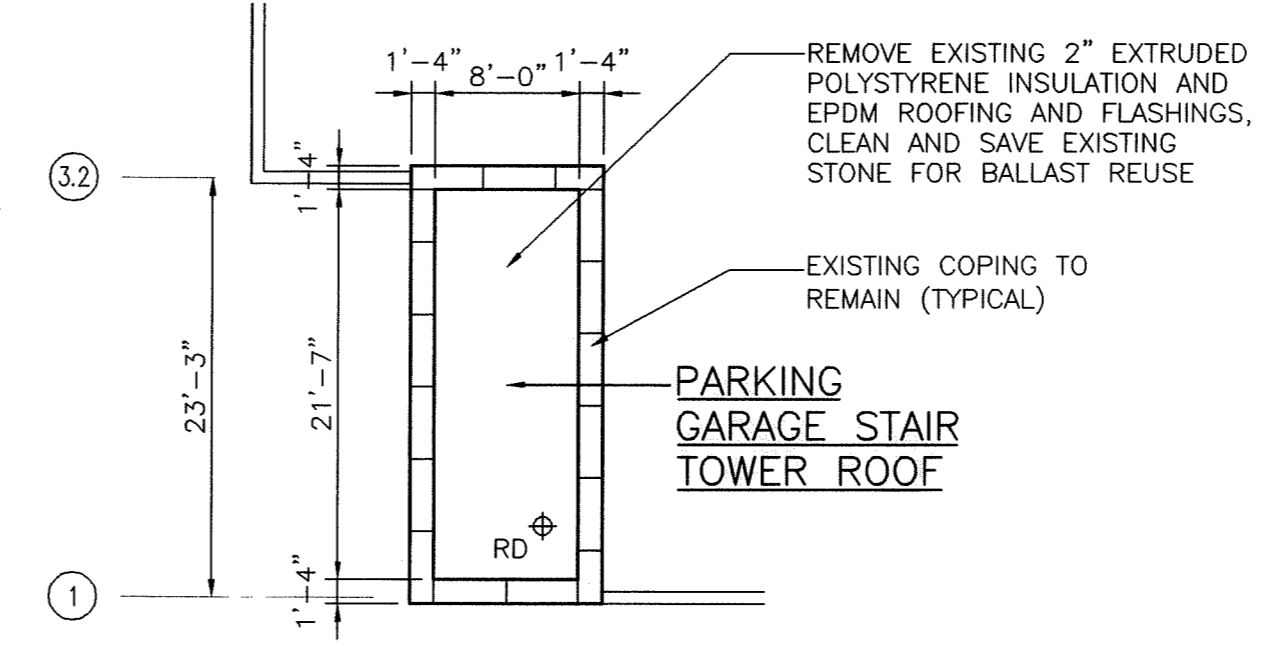 1'-4" 8'-0" 1'-4"
REMOVE EXISTING 2" EXTRUDED
POLYSTYRENE INSULATION AND
EPDM ROOFING AND FLASHINGS,
CLEAN AND SAVE EXISTING
STONE FOR BALLAST REUSE
3.2
1'-4"
EXISTING COPING TO
REMAIN (TYPICAL)
23'-3"
21'-7"
PARKING
GARAGE STAIR
TOWER ROOF
RD
1
1'-4"